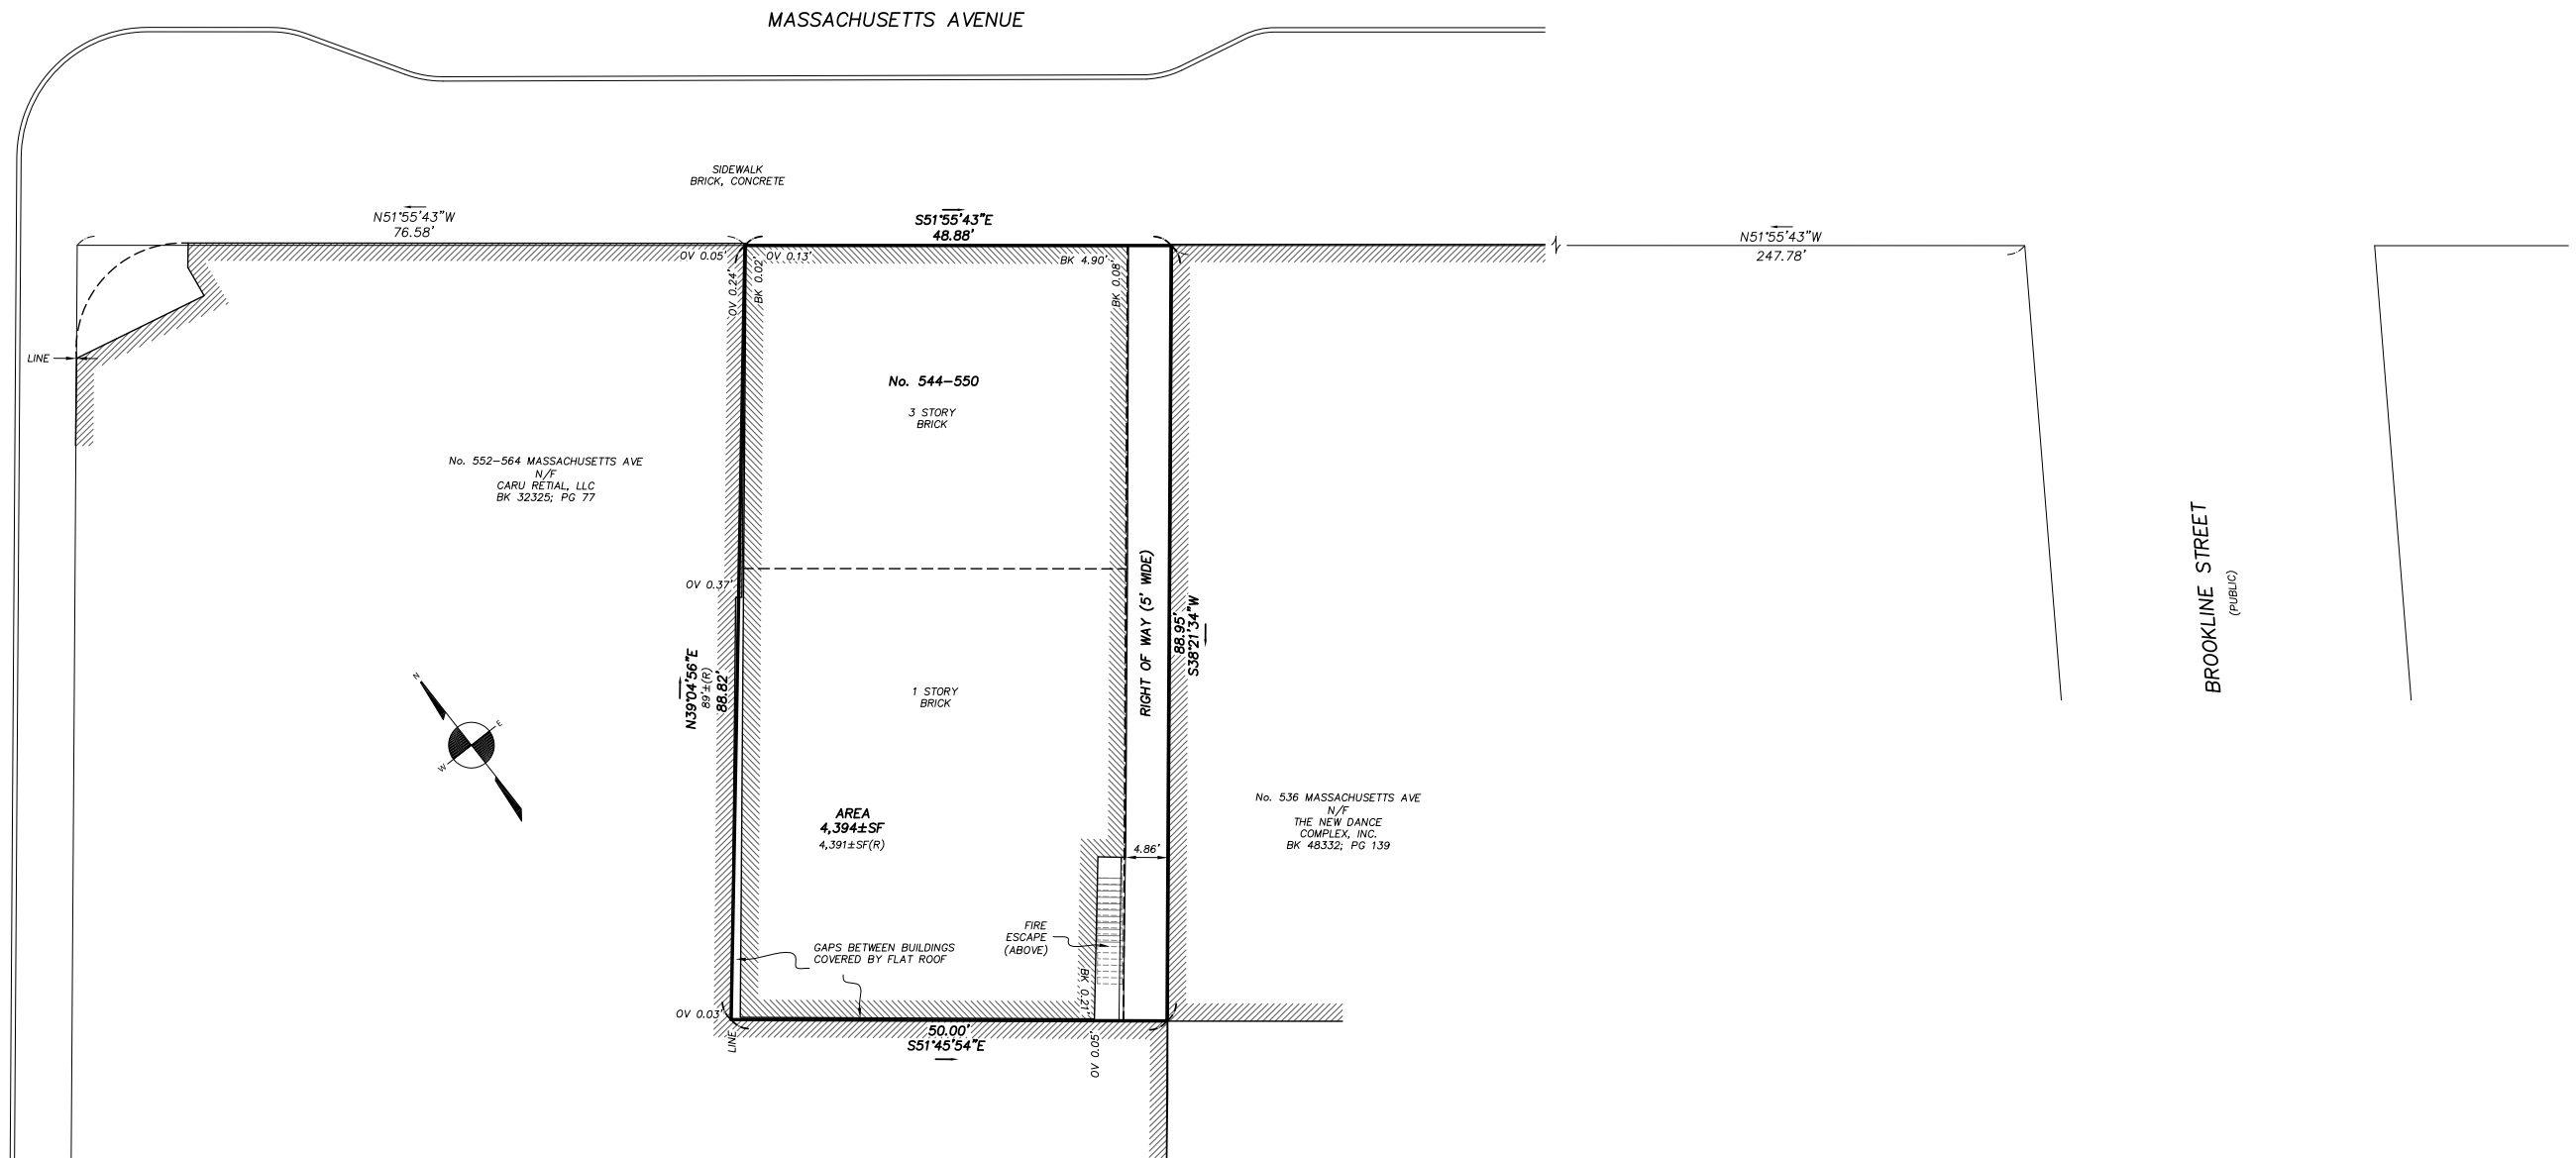 MASSACHUSETTS AVENUE
SIDEWALK
BRICK, CONCRETE
N51°55'43"W
76.58'
S51°55'43"E
48.88'
N51°55'43"W
247.78'
OV 0.05'
OV 0.24'
BK 0.02'
OV 0.13'
BK 4.90'
BK 0.08'
LINE
No. 544-550
3 STORY
BRICK
No. 552-564 MASSACHUSETTS AVE
N/F
CARU RETIAL, LLC
BK 32325; PG 77
OV 0.37'
RIGHT OF WAY (5' WIDE)
88.95'
S38°21'34"W
BROOKLINE STREET
(PUBLIC)
N39°04'56"E
89'±(R)
88.82'
1 STORY
BRICK
N
E
W
AREA
4,394±SF
4,391±SF(R)
4.86'
No. 536 MASSACHUSETTS AVE
N/F
THE NEW DANCE
COMPLEX, INC.
BK 48332; PG 139
FIRE
ESCAPE
(ABOVE)
GAPS BETWEEN BUILDINGS
COVERED BY FLAT ROOF
BK 0.21'
OV 0.03'
LINE
50.00'
S51°45'54"E
OV 0.05'